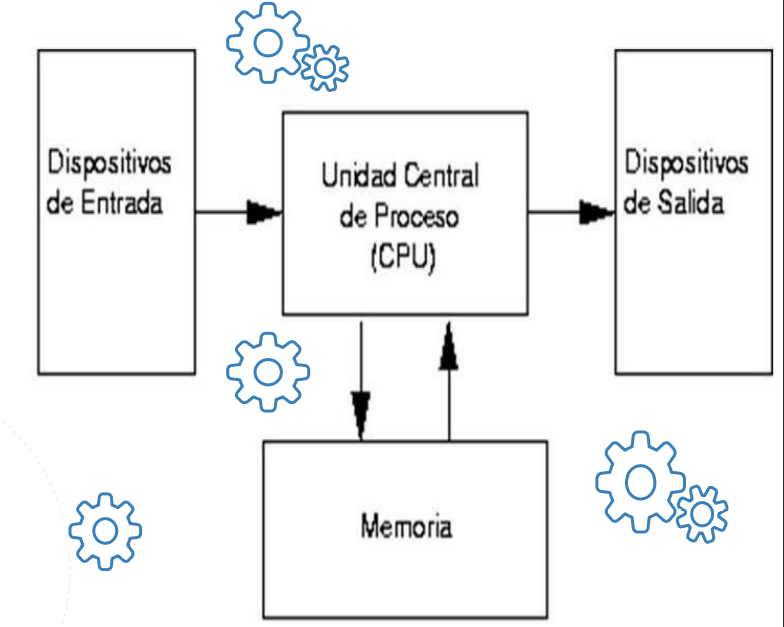 Dispositivos
de Entrada
Unidad Central
de Proceso
(CPU)
Dispositivos
de Salida
Memoria